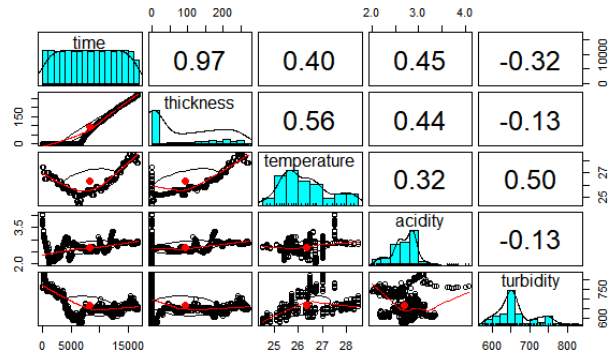 0 100 200
2.0 3.0 4.0
time
0.97
0.40
0.45
-0.32
0 10000
0 150
thickness
0.56
0.44
-0.13
temperature
0.32
0.50
25 27
2.0 3.5
acidity
-0.13
turbidity
600 750
0 5000 15000
25 26 27 28
600 700 800